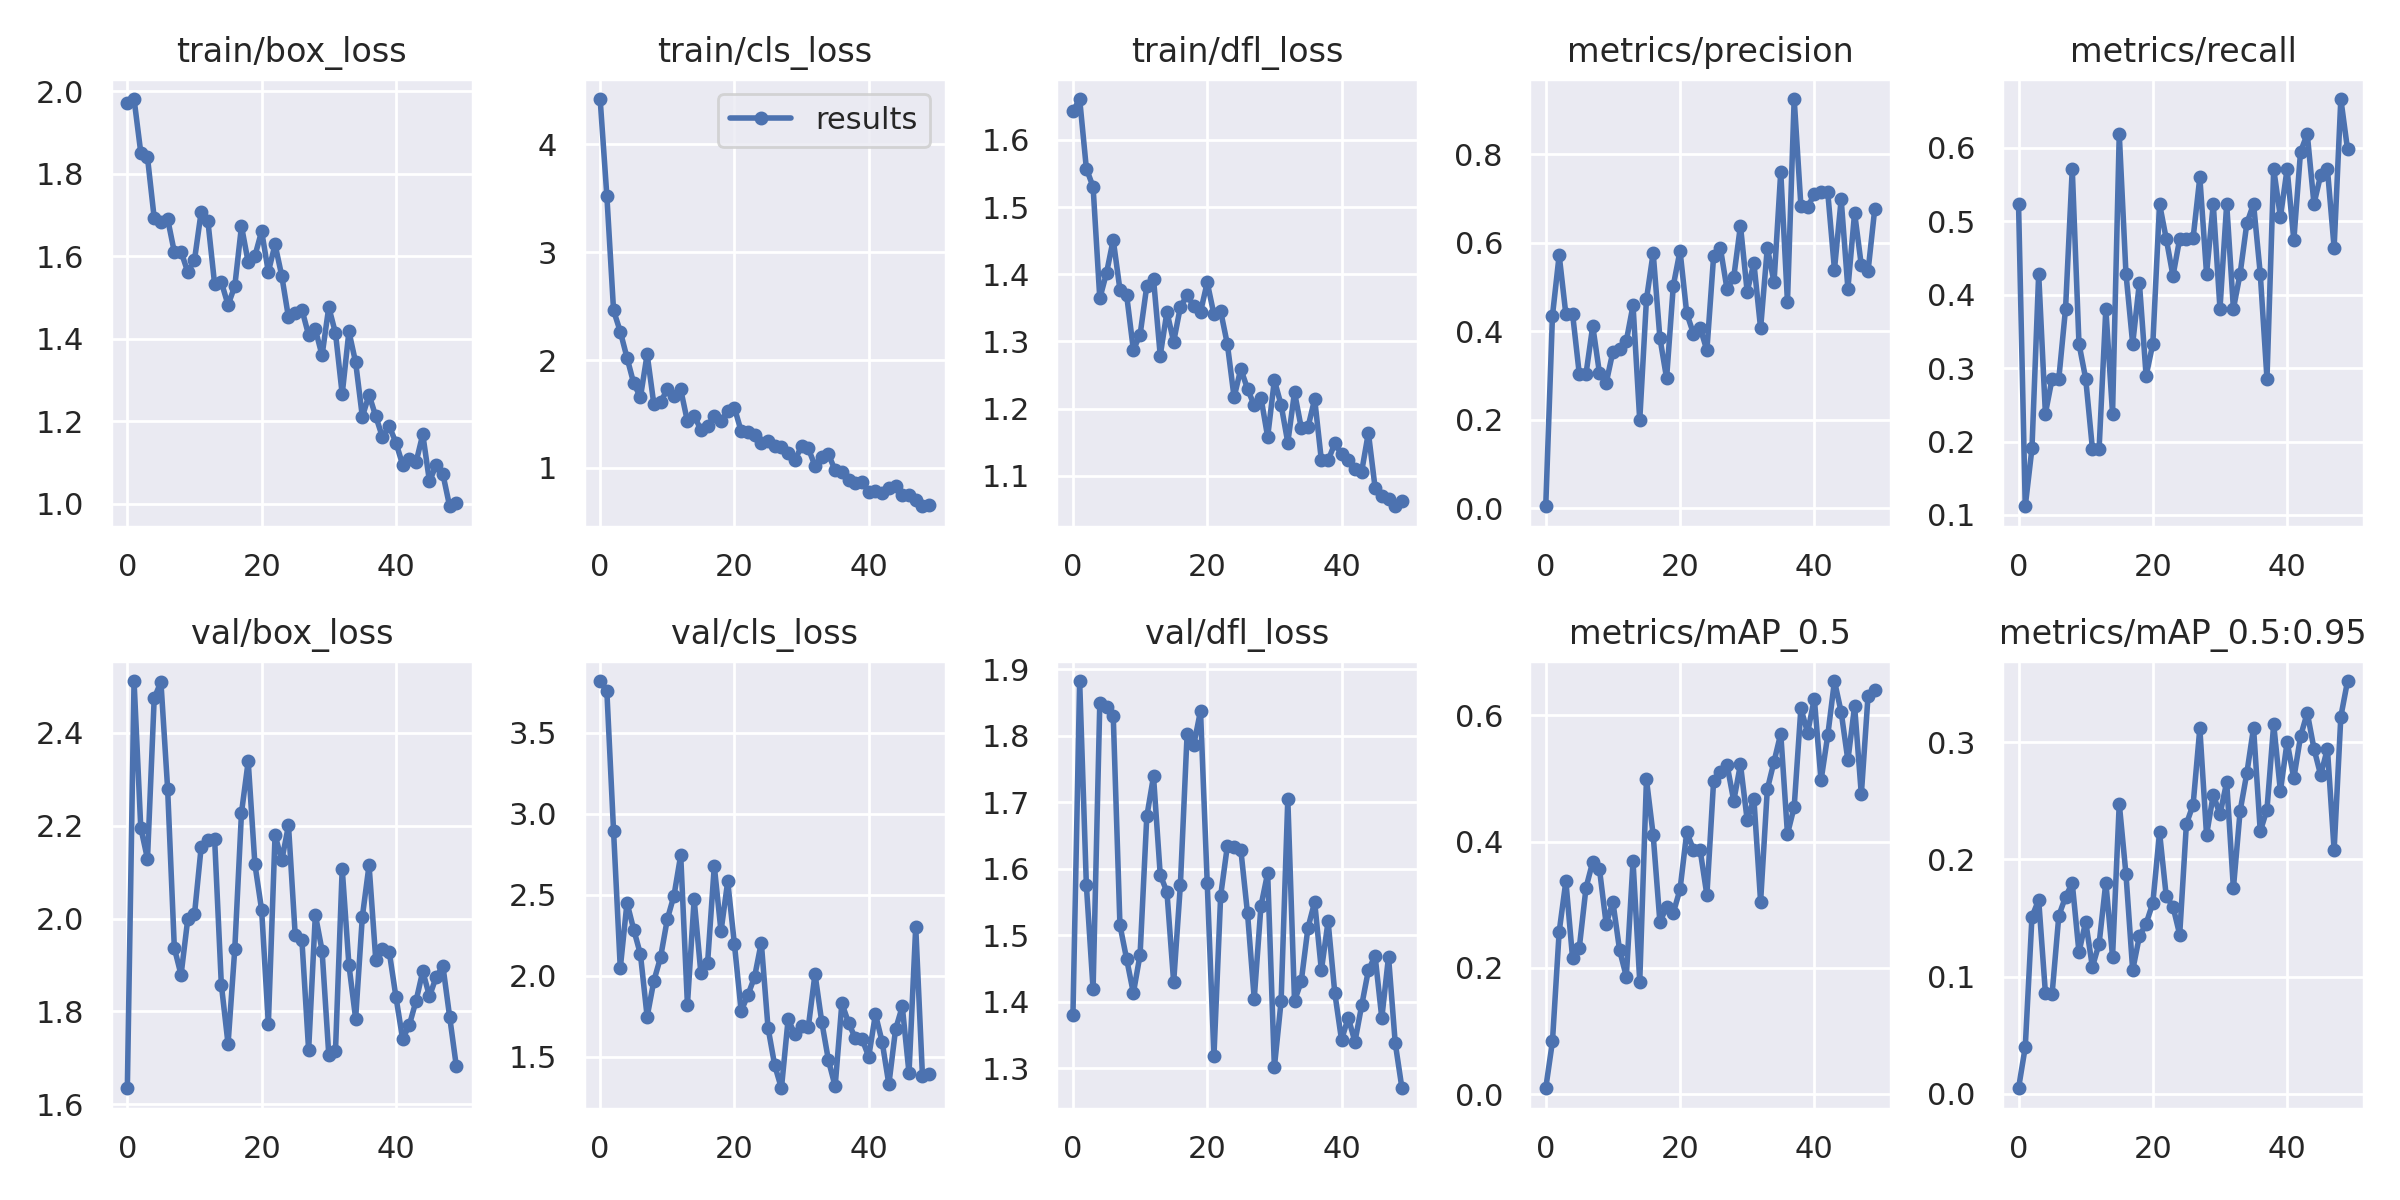 train/box_loss
2.0
1.8
1.6
1.4
1.2
1.0
0 20 40
train/cls_loss
results
4
3
2
1
0 20 40
train/dfl_loss
1.6
1.5
1.4
1.3
1.2
1.1
0 20 40
metrics/precision
0.8
0.6
0.4
0.2
0.0
0 20 40
metrics/recall
0.6
0.5
0.4
0.3
0.2
0.1
0 20 40
val/box_loss
2.4
2.2
2.0
1.8
1.6
0 20 40
val/cls_loss
3.5
3.0
2.5
2.0
1.5
0 20 40
val/dfl_loss
1.9
1.8
1.7
1.6
1.5
1.4
1.3
0 20 40
metrics/mAP_0.5
0.6
0.4
0.2
0.0
0 20 40
metrics/mAP_0.5:0.95
0.3
0.2
0.1
0.0
0 20 40